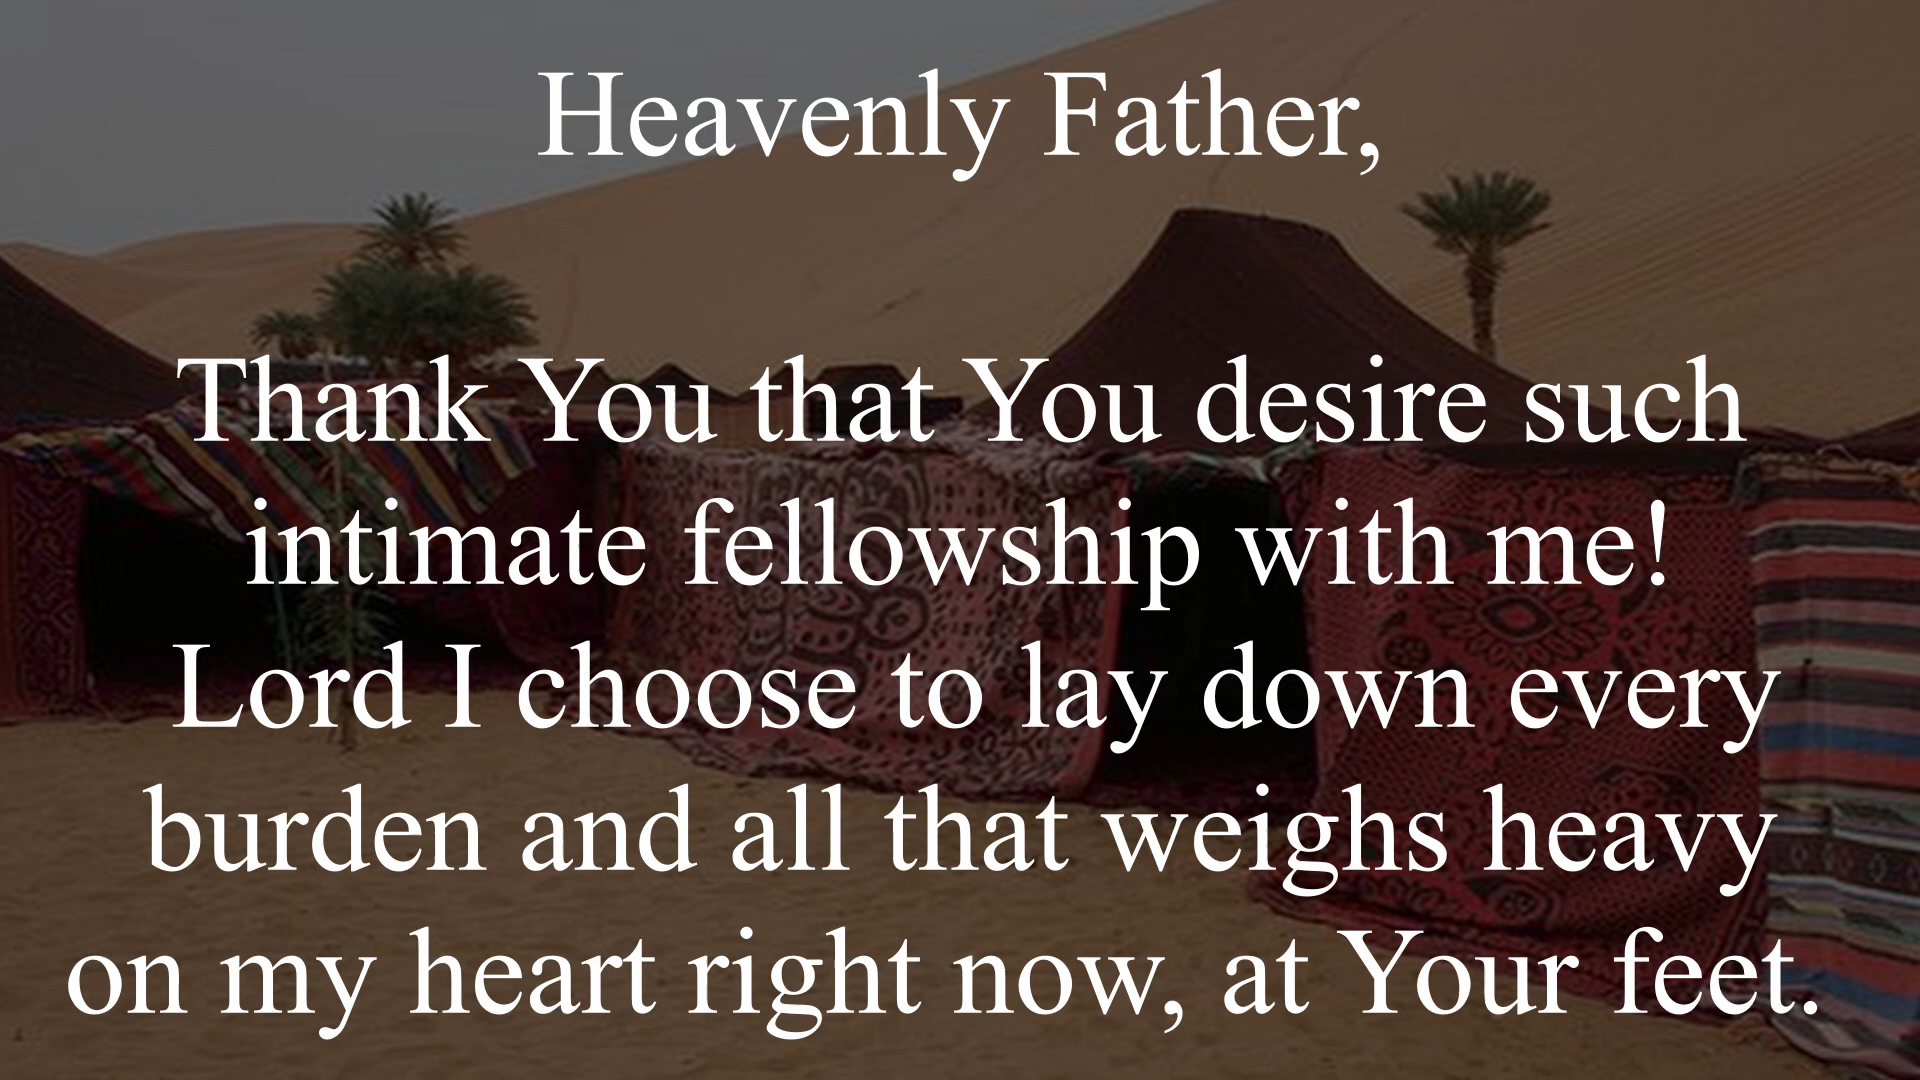 Heavenly Father,
Thank You that You desire such
intimate fellowship with me!
Lord I choose to lay down every
burden and all that weighs heavy
on my heart right now, at Your feet.